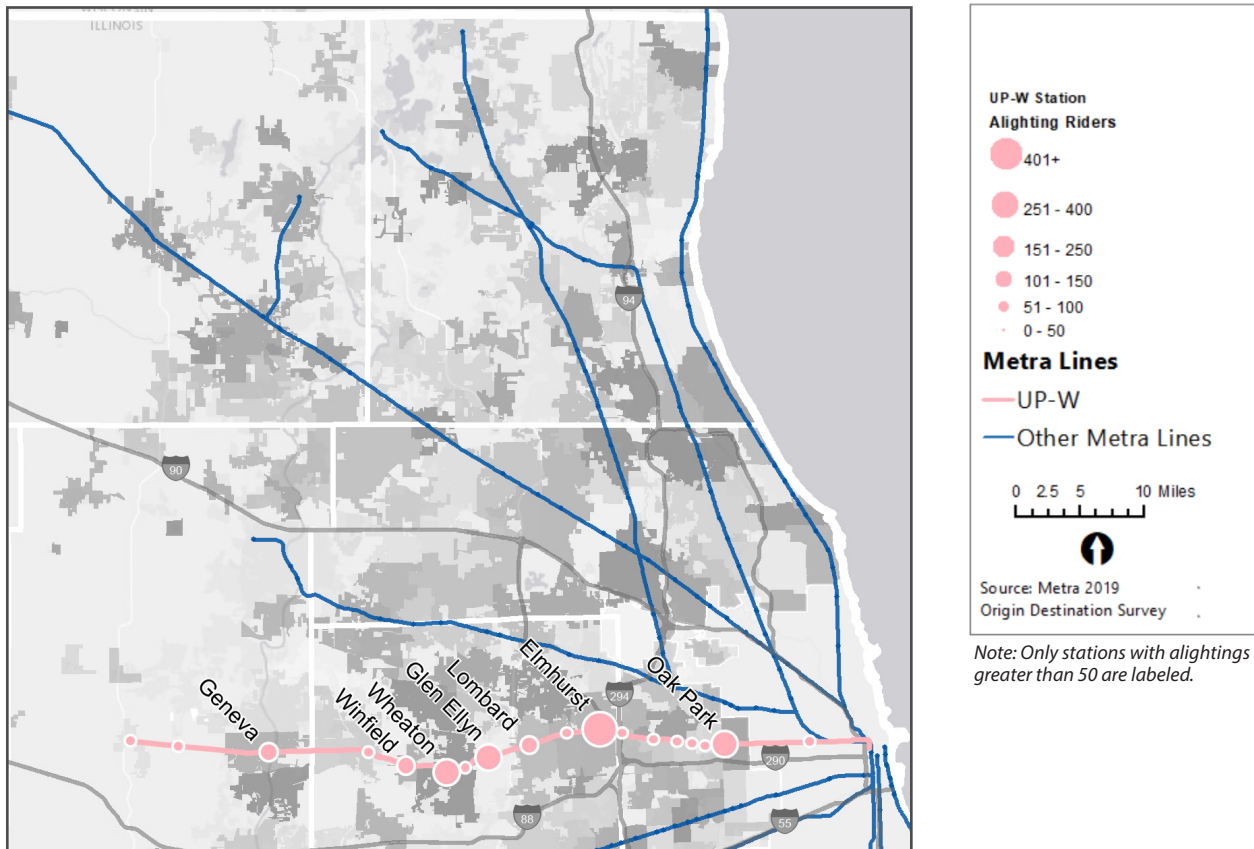 WISCONSIN
ILLINOIS
94
90
Geneva
Winfield
Wheaton
Glen Ellyn
Lombard
Elmhurst
294
Oak Park
290
88
55
UP-W Station
Alighting Riders
401+
251 - 400
151 - 250
101 - 150
51 - 100
0 - 50
Metra Lines
UP-W
Other Metra Lines
0 2.5 5 10 Miles
Source: Metra 2019
Origin Destination Survey
Note: Only stations with alightings
greater than 50 are labeled.